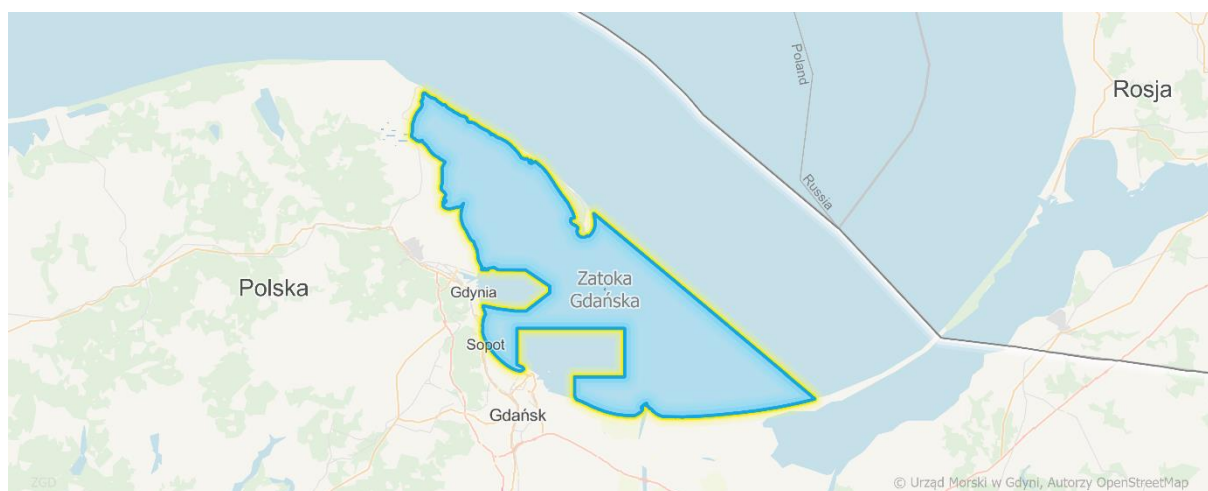 Poland
Rosja
Russia
Zatoka
Gdańska
Polska
Gdynia
Sopot
Gdańsk
ZGD
© Urząd Morski w Gdyni, Autorzy OpenStreetMap